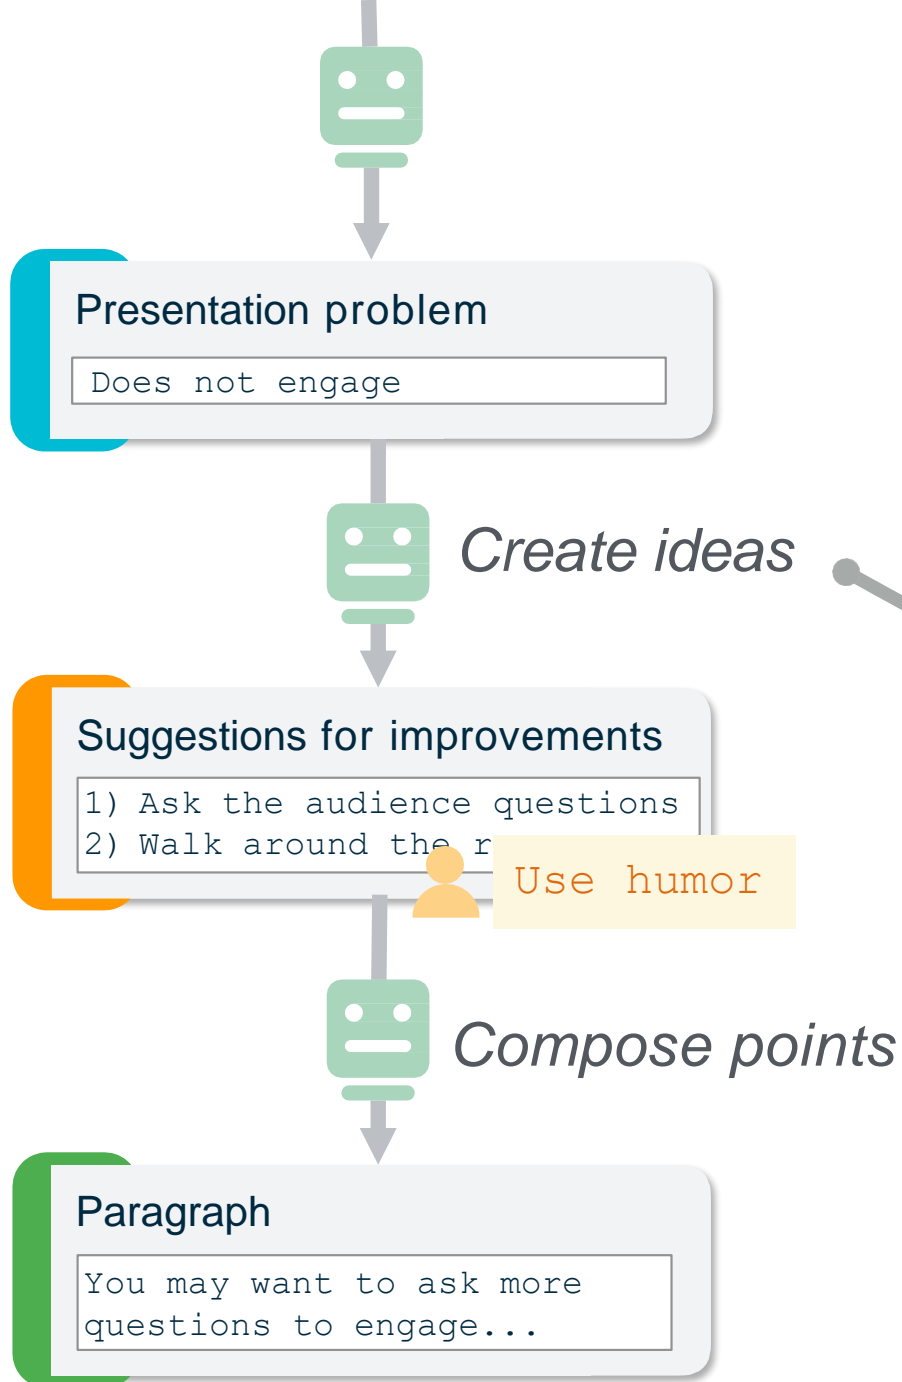 Presentation problem
Does not engage
Create ideas
Suggestions for improvements
1) Ask the audience questions
2) Walk around the r
Use humor
Compose points
Paragraph
You may want to ask more
questions to engage...